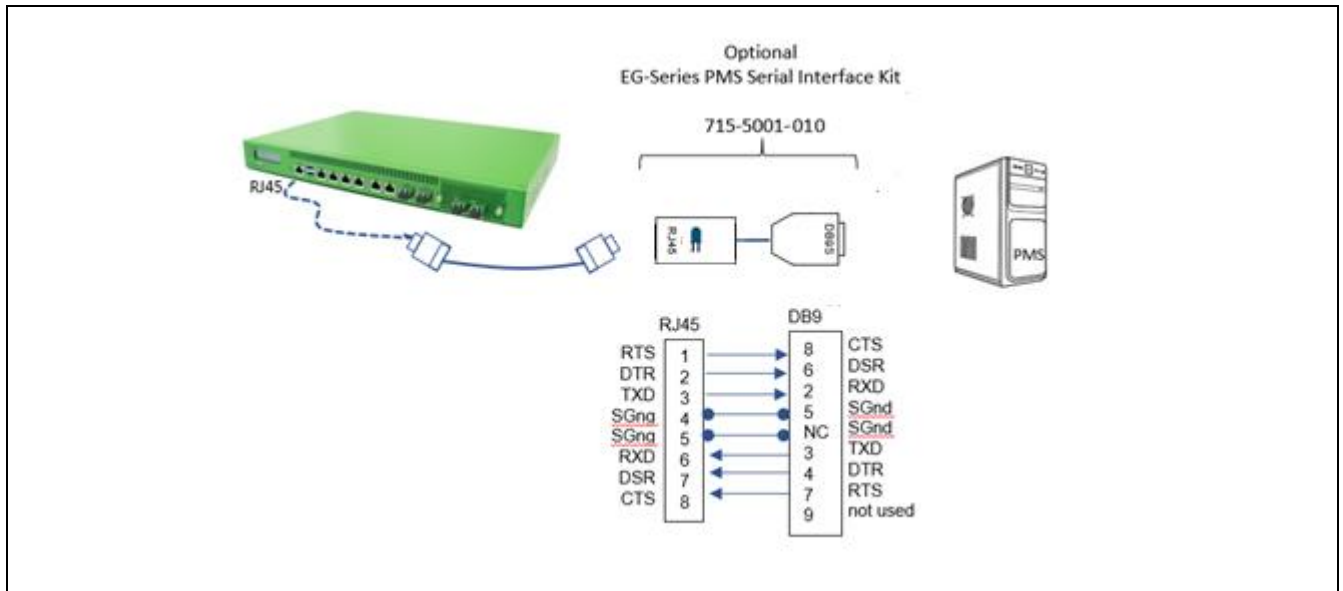 Optional
EG-Series PMS Serial Interface Kit
715-5001-010
RJ45
RJ45
DB9S
PMS
RJ45
DB9
RTS 1 8 CTS
DTR 2 6 DSR
TXD 3 2 RXD
SGng 4 5 SGnd
SGng 5 NC SGnd
RXD 6 3 TXD
DSR 7 4 DTR
CTS 8 7 RTS
9 not used